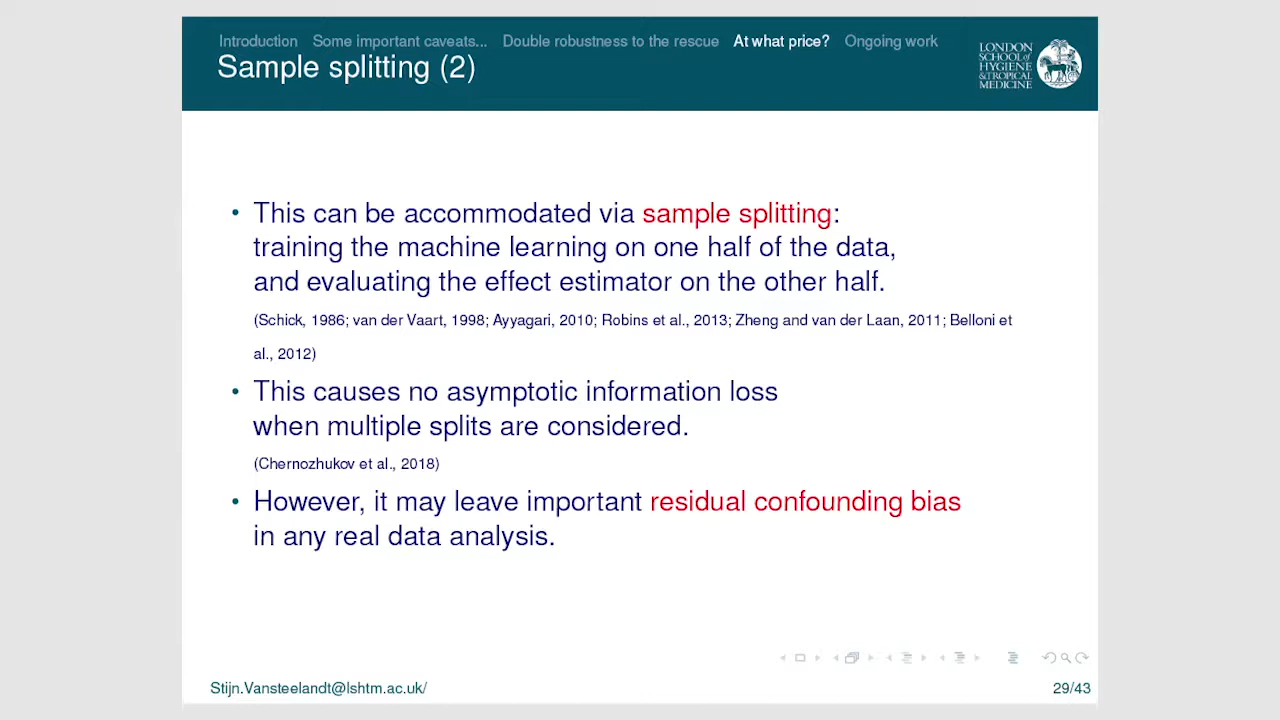 Introduction Some important caveats... Double robustness to the rescue At what price? Ongoing work
Sample splitting (2)
LONDON
SCHOOL of
HYGIENE
& TROPICAL
MEDICINE
• This can be accommodated via sample splitting:
training the machine learning on one half of the data,
and evaluating the effect estimator on the other half.
(Schick, 1986; van der Vaart, 1998; Ayyagari, 2010; Robins et al., 2013; Zheng and van der Laan, 2011; Belloni et
al., 2012)
• This causes no asymptotic information loss
when multiple splits are considered.
(Chernozhukov et al., 2018)
• However, it may leave important residual confounding bias
in any real data analysis.
Stijn.Vansteelandt@lshtm.ac.uk/ 29/43